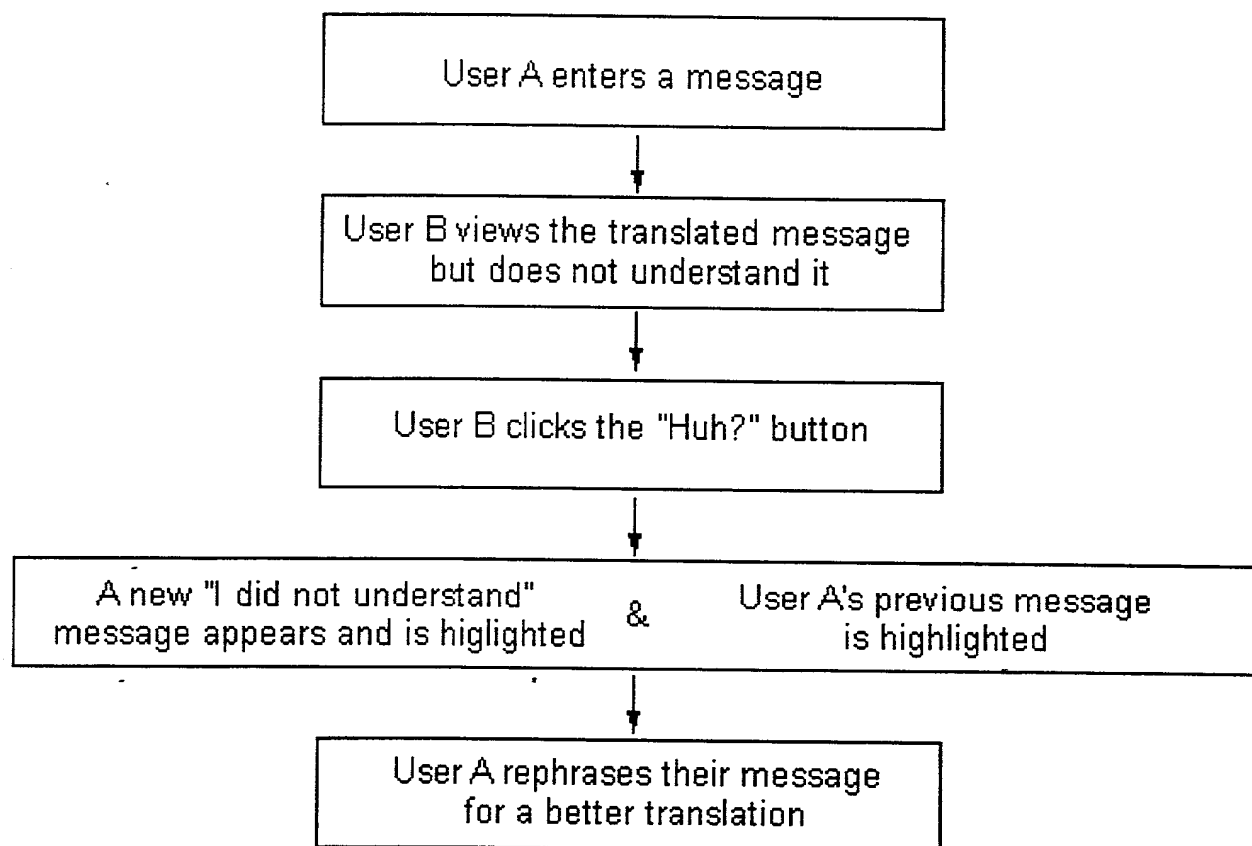 User A enters a message
User B views the translated message
but does not understand it
User B clicks the "Huh?" button
A new "I did not understand"
message appears and is higlighted
&
User A's previous message
is highlighted
User A rephrases their message
for a better translation